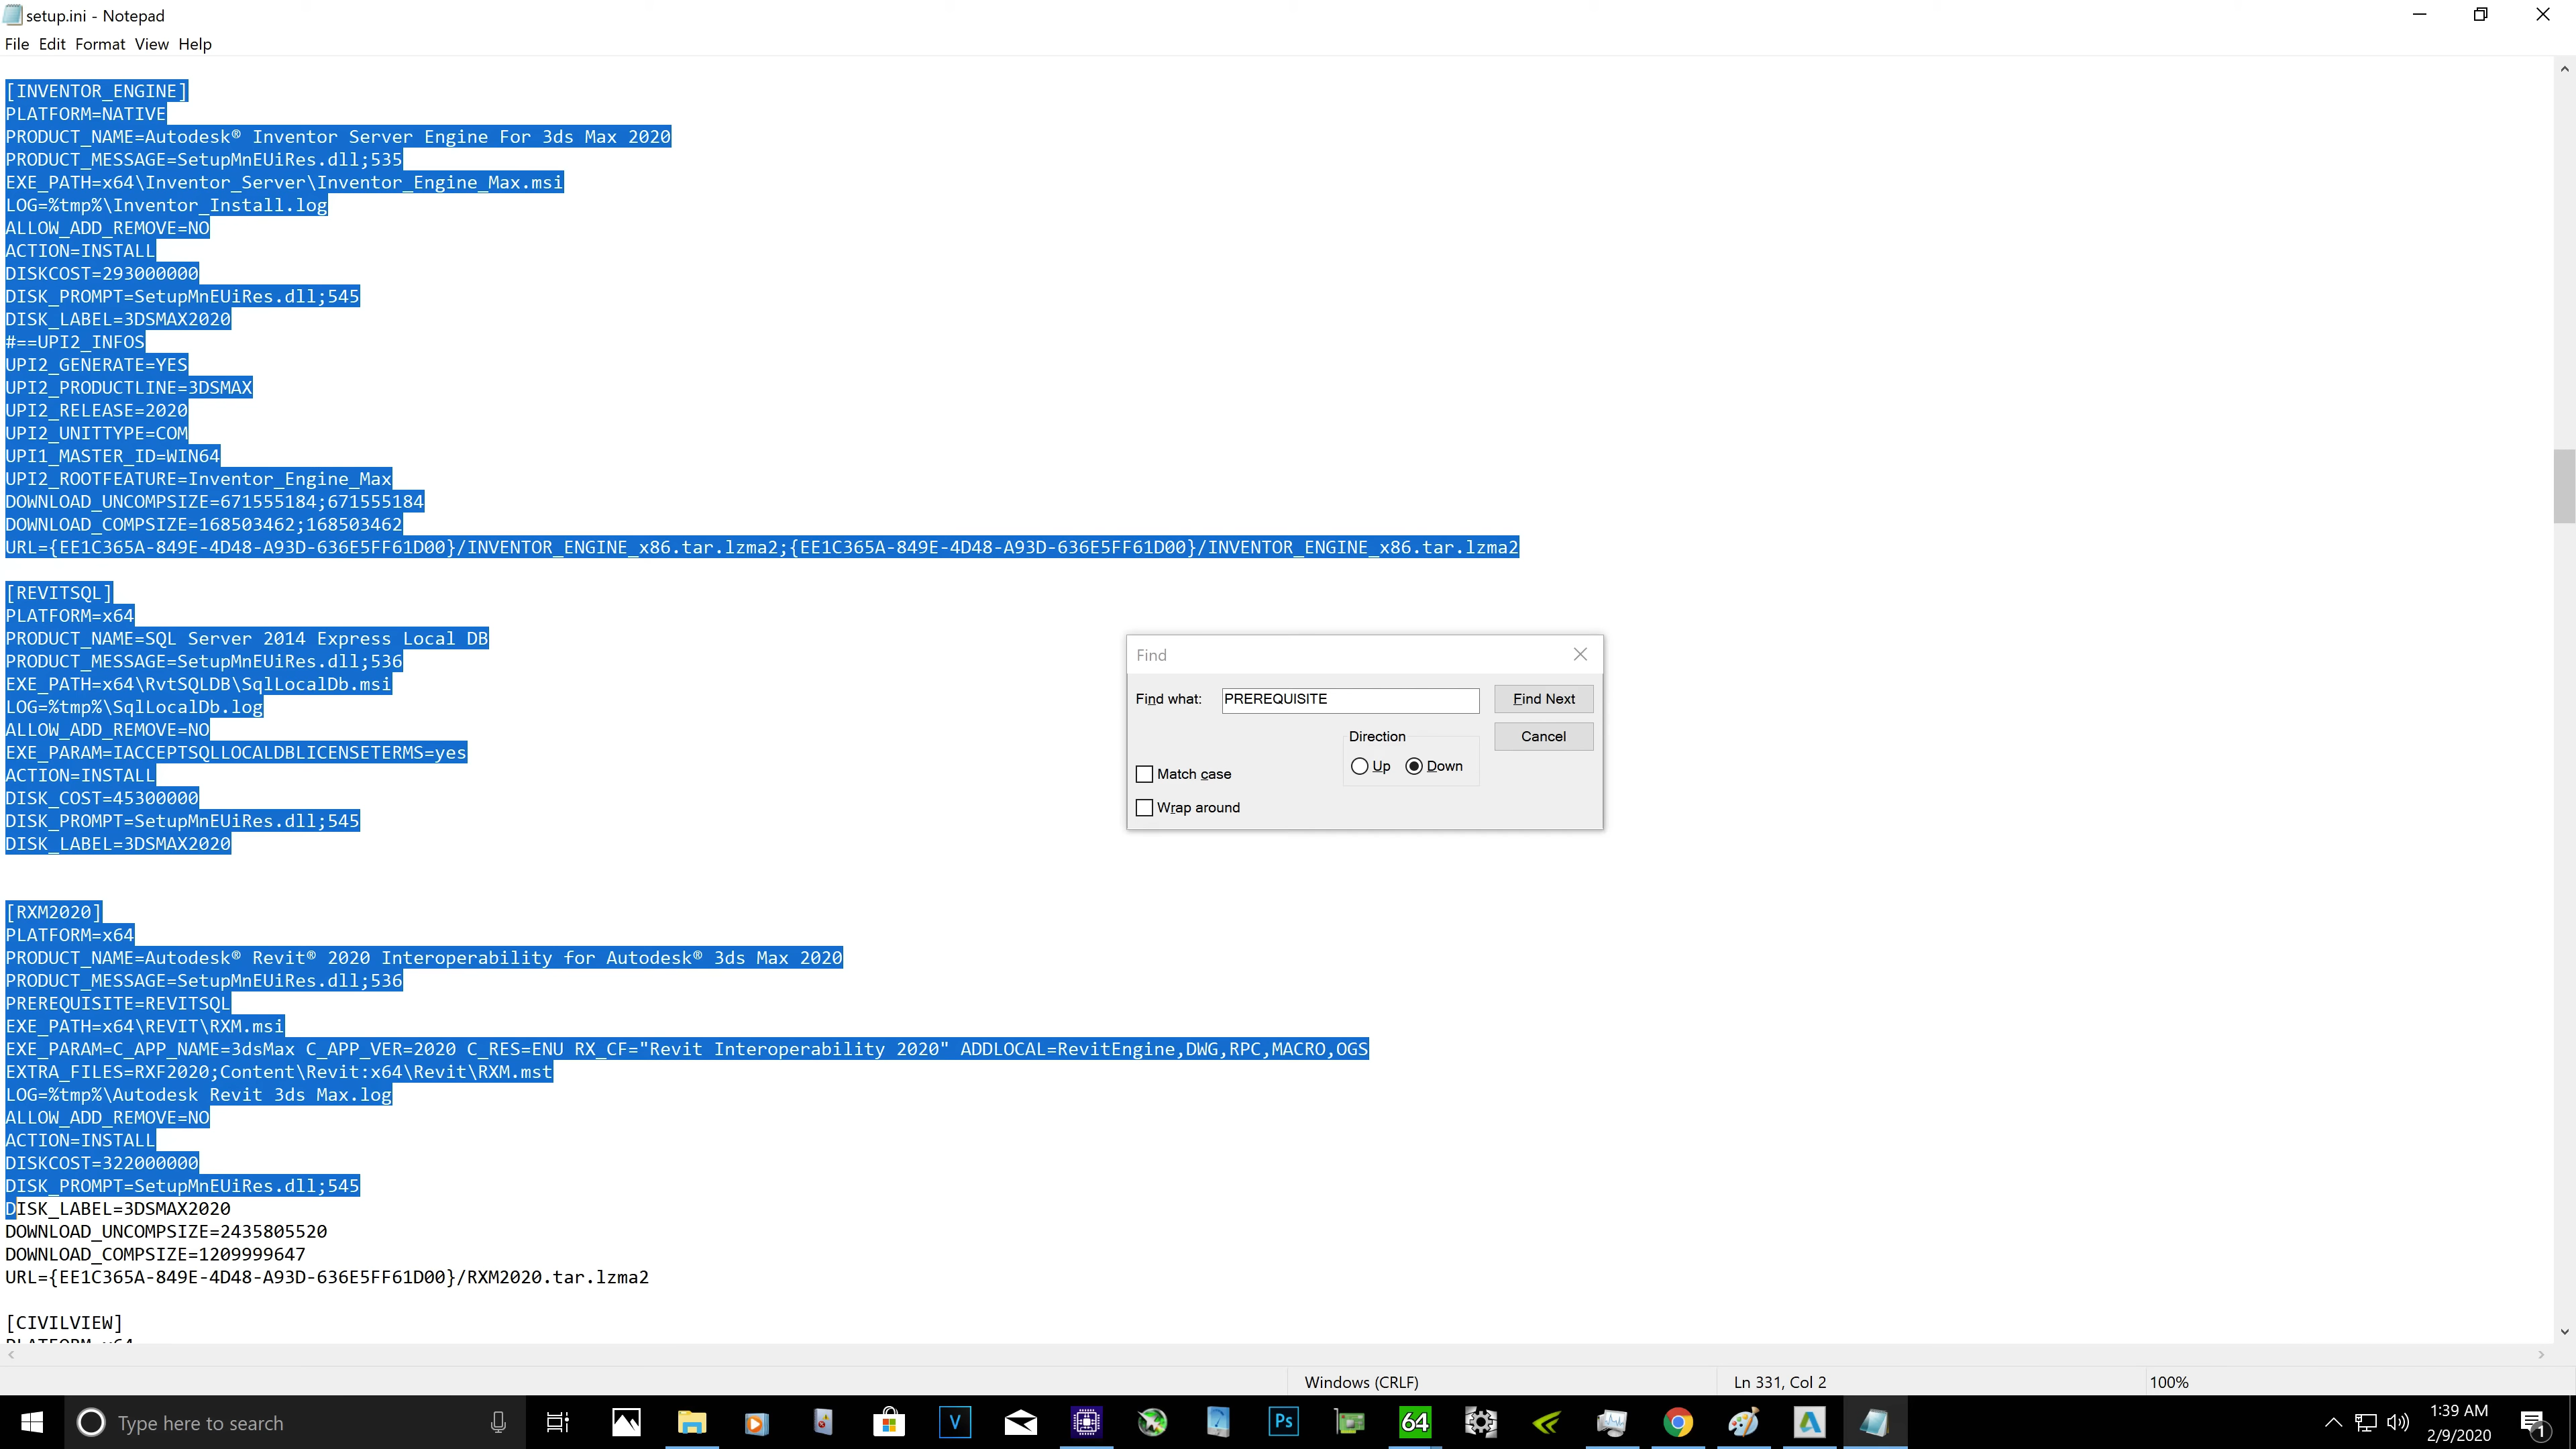 setup.ini - Notepad
File Edit Format View Help
[INVENTOR_ENGINE]
PLATFORM=NATIVE
PRODUCT_NAME=Autodesk® Inventor Server Engine For 3ds Max 2020
PRODUCT_MESSAGE=SetupMnEUiRes.dll;535
EXE_PATH=x64\Inventor_Server\Inventor_Engine_Max.msi
LOG=%tmp%\Inventor_Install.log
ALLOW_ADD_REMOVE=NO
ACTION=INSTALL
DISKCOST=293000000
DISK_PROMPT=SetupMnEUiRes.dll;545
DISK_LABEL=3DSMAX2020
#==UPI2_INFOS
UPI2_GENERATE=YES
UPI2_PRODUCTLINE=3DSMAX
UPI2_RELEASE=2020
UPI2_UNITTYPE=COM
UPI1_MASTER_ID=WIN64
UPI2_ROOTFEATURE=Inventor_Engine_Max
DOWNLOAD_UNCOMPSIZE=671555184;671555184
DOWNLOAD_COMPSIZE=168503462;168503462
URL={EE1C365A-849E-4D48-A93D-636E5FF61D00}/INVENTOR_ENGINE_x86.tar.lzma2;{EE1C365A-849E-4D48-A93D-636E5FF61D00}/INVENTOR_ENGINE_x86.tar.lzma2
[REVITSQL]
PLATFORM=x64
PRODUCT_NAME=SQL Server 2014 Express Local DB
PRODUCT_MESSAGE=SetupMnEUiRes.dll;536
EXE_PATH=x64\RvtSQLDB\SqlLocalDb.msi
LOG=%tmp%\SqlLocalDb.log
ALLOW_ADD_REMOVE=NO
EXE_PARAM=IACCEPTSQLLOCALDBLICENSETERMS=yes
ACTION=INSTALL
DISK_COST=45300000
DISK_PROMPT=SetupMnEUiRes.dll;545
DISK_LABEL=3DSMAX2020
[RXM2020]
PLATFORM=x64
PRODUCT_NAME=Autodesk® Revit® 2020 Interoperability for Autodesk® 3ds Max 2020
PRODUCT_MESSAGE=SetupMnEUiRes.dll;536
PREREQUISITE=REVITSQL
EXE_PATH=x64\REVIT\RXM.msi
EXE_PARAM=C_APP_NAME=3dsMax C_APP_VER=2020 C_RES=ENU RX_CF="Revit Interoperability 2020" ADDLOCAL=RevitEngine,DWG,RPC,MACRO,OGS
EXTRA_FILES=RXF2020;Content\Revit:x64\Revit\RXM.mst
LOG=%tmp%\Autodesk Revit 3ds Max.log
ALLOW_ADD_REMOVE=NO
ACTION=INSTALL
DISKCOST=322000000
DISK_PROMPT=SetupMnEUiRes.dll;545
DISK_LABEL=3DSMAX2020
DOWNLOAD_UNCOMPSIZE=2435805520
DOWNLOAD_COMPSIZE=1209999647
URL={EE1C365A-849E-4D48-A93D-636E5FF61D00}/RXM2020.tar.lzma2
[CIVILVIEW]
Find
Find what: PREREQUISITE Find Next
Cancel
Direction
Up Down
Match case
Wrap around
Windows (CRLF) Ln 331, Col 2 100%
Type here to search
V
Ps
64
1:39 AM
2/9/2020
1